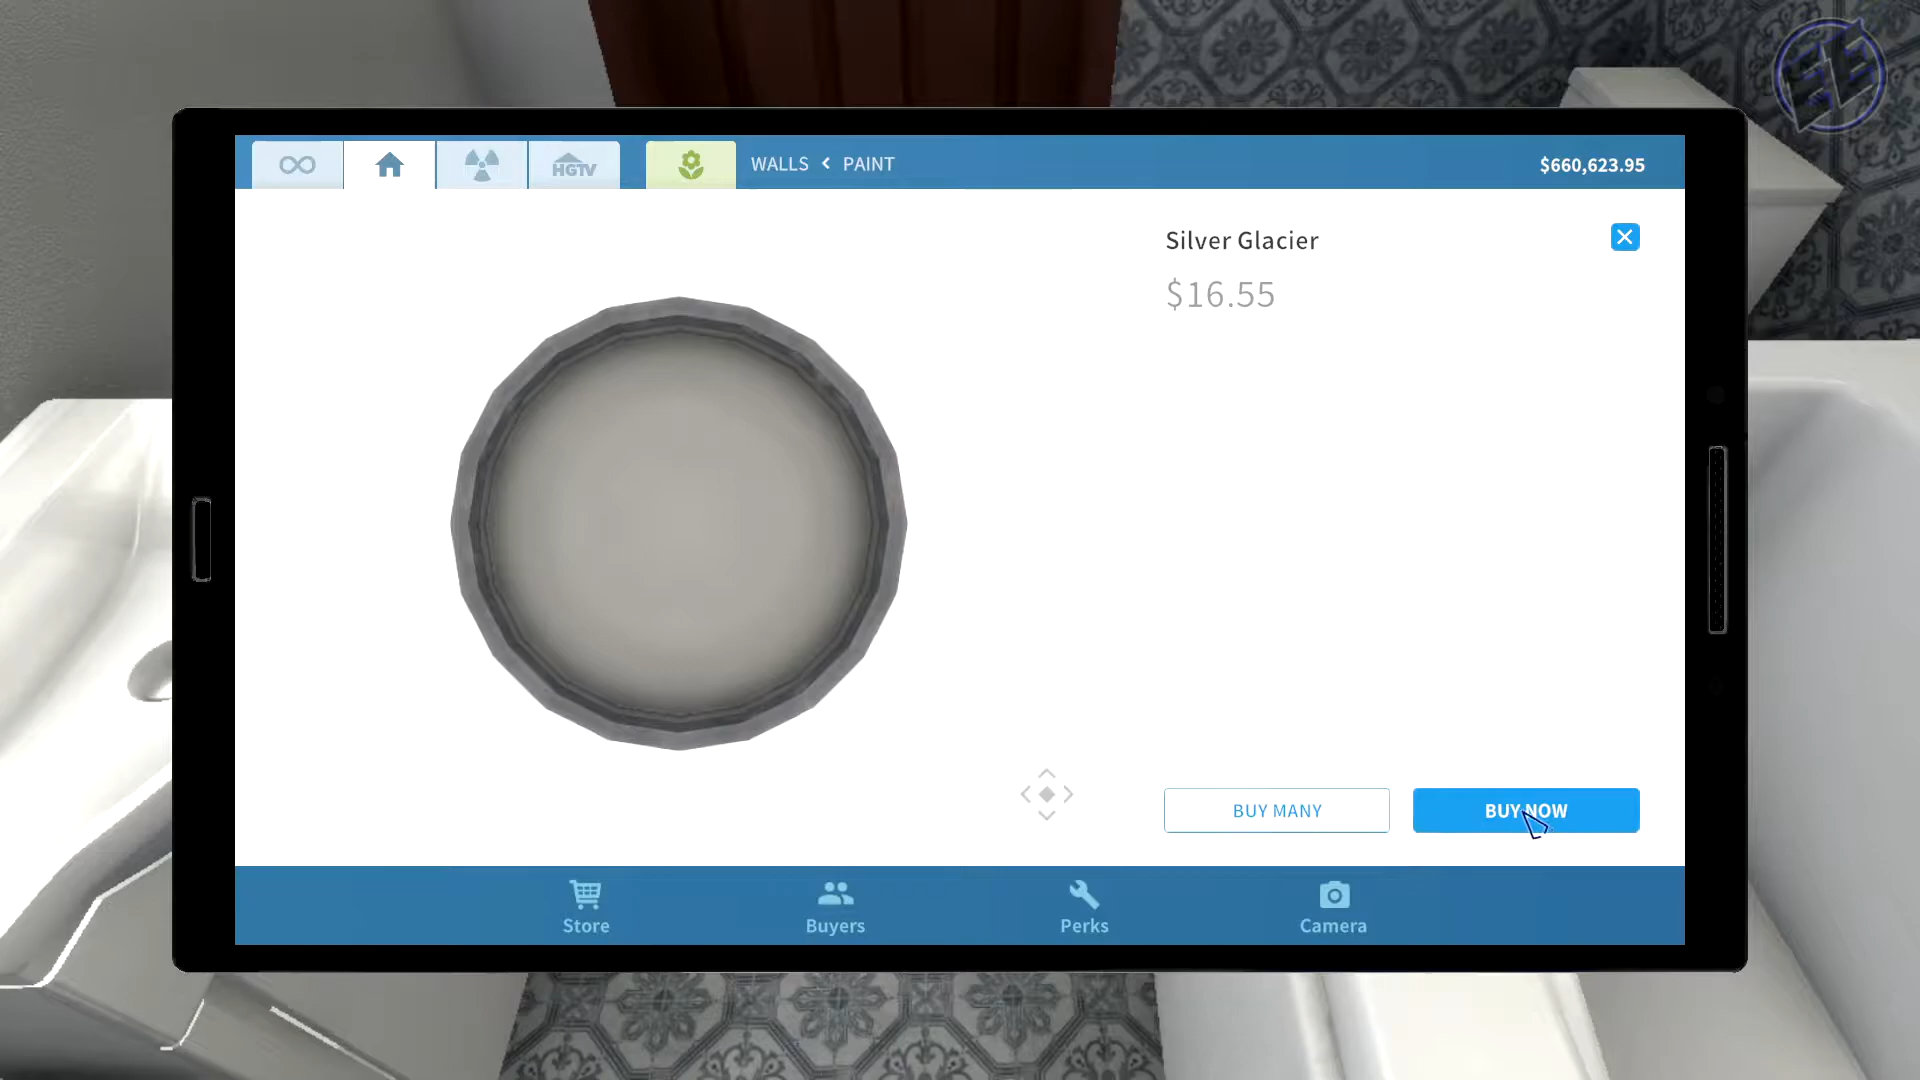 HGTV
WALLS < PAINT
$660,623.95
Silver Glacier
$16.55
BUY MANY
BUY NOW
Store
Buyers
Perks
Camera